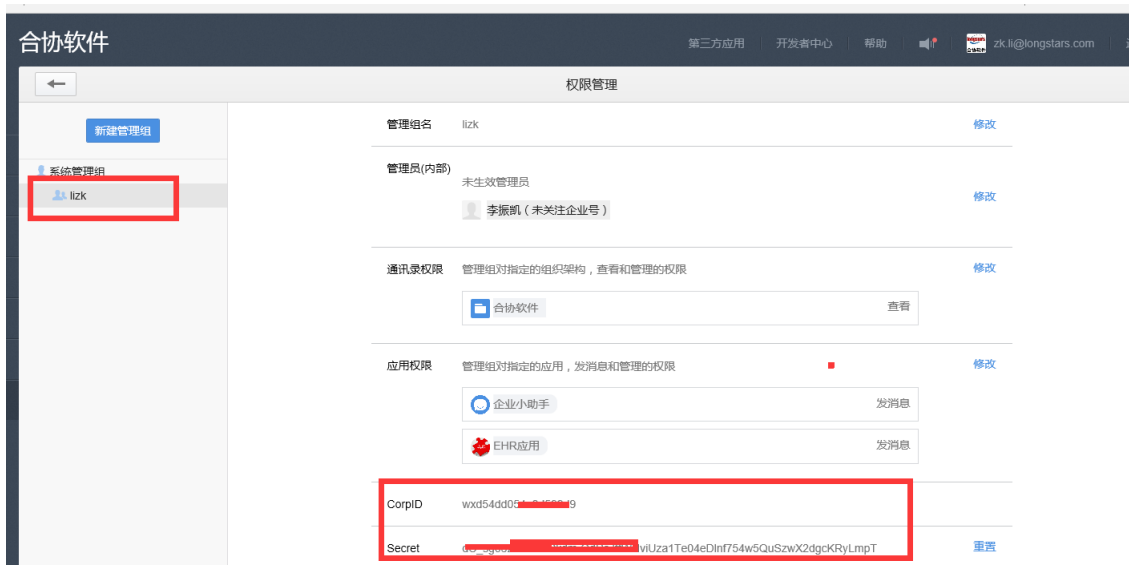 合协软件
第三方应用 开发者中心 帮助 zk.li@longstars.com
权限管理
新建管理组
系统管理组
lizk
管理组名 lizk 修改
管理员(内部)
未生效管理员
修改
李振凯(未关注企业号)
通讯录权限 管理组对指定的组织架构,查看和管理的权限 修改
合协软件 查看
应用权限 管理组对指定的应用,发消息和管理的权限 修改
企业小助手 发消息
EHR应用 发消息
CorpID wxd54dd05
Secret viUza1Te04eDlnf754w5QuSzwX2dgcKRyLmpT 重置